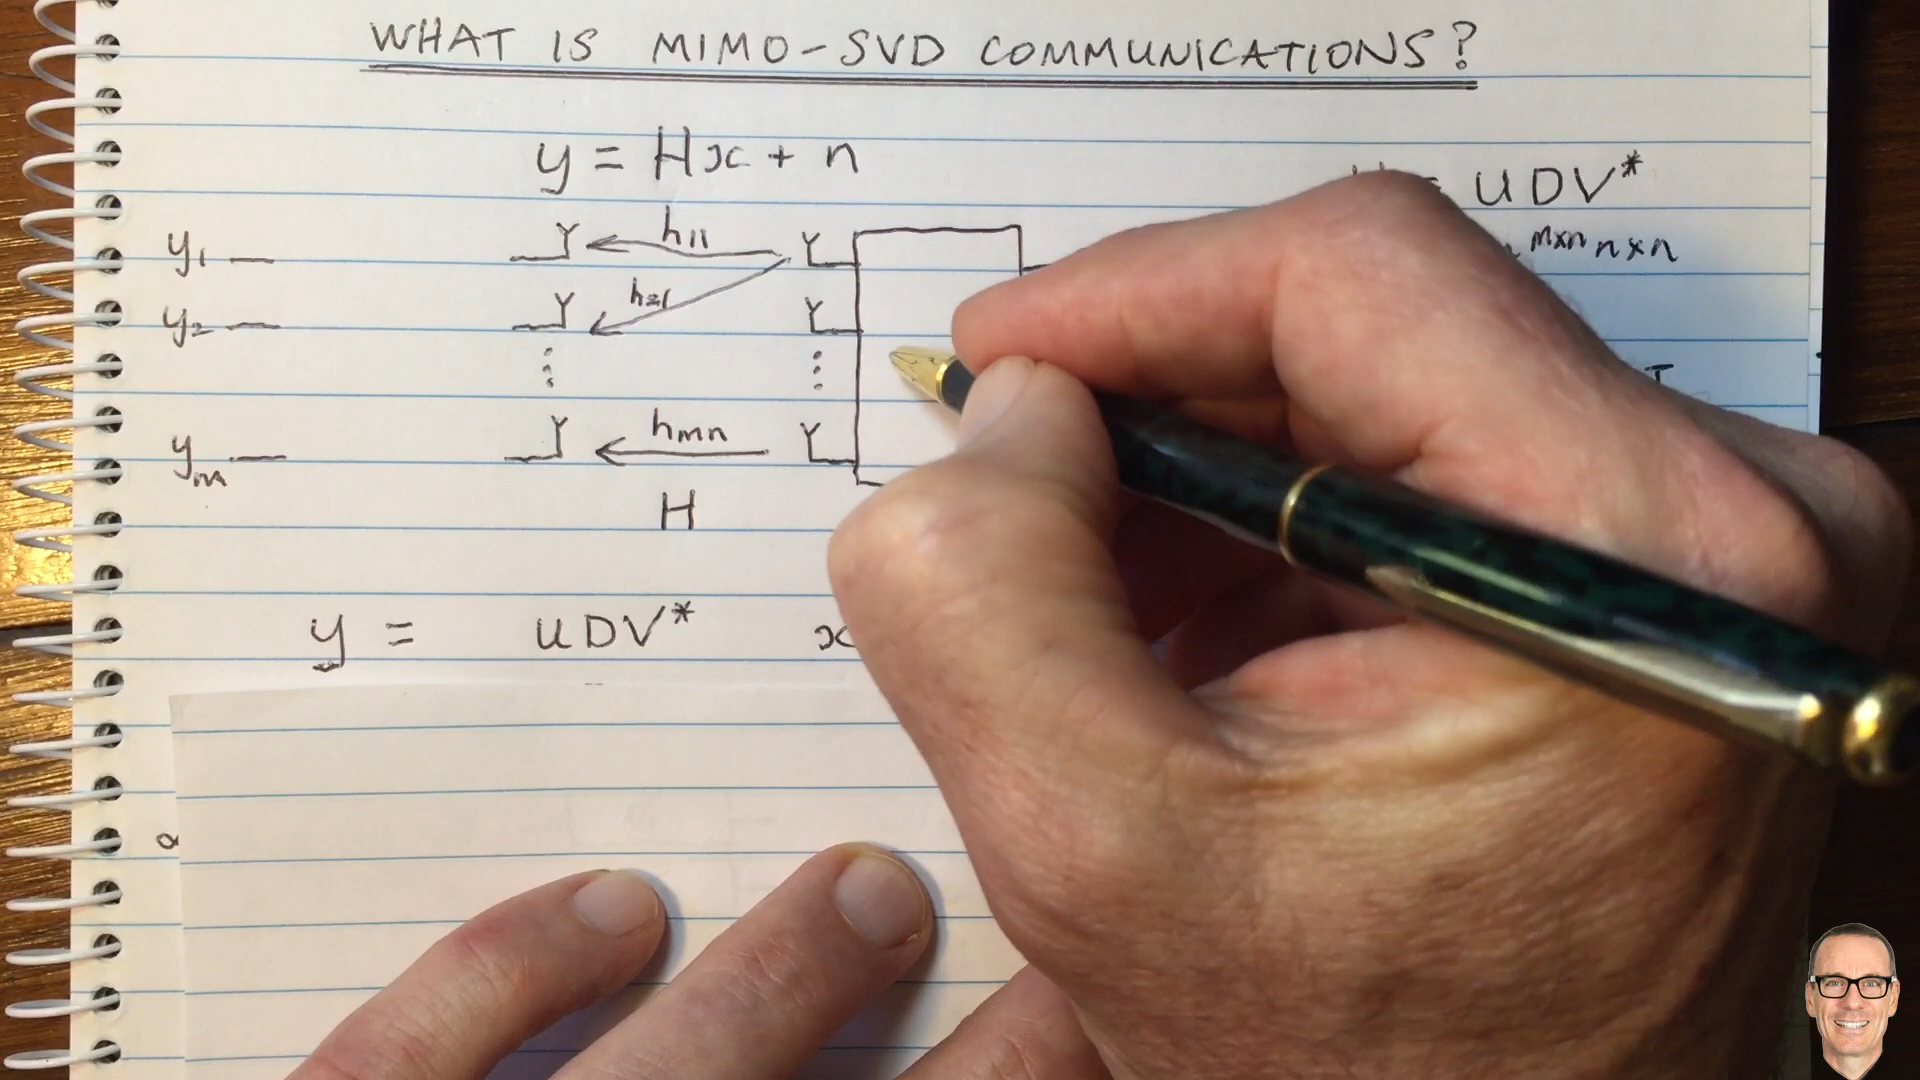 WHAT IS MIMO-SVD COMMUNICATIONS?
y = Hx + n
= UDV*
mxn nxn
y1 h11
y2 h21
ym hmn
H
y = UDV* x